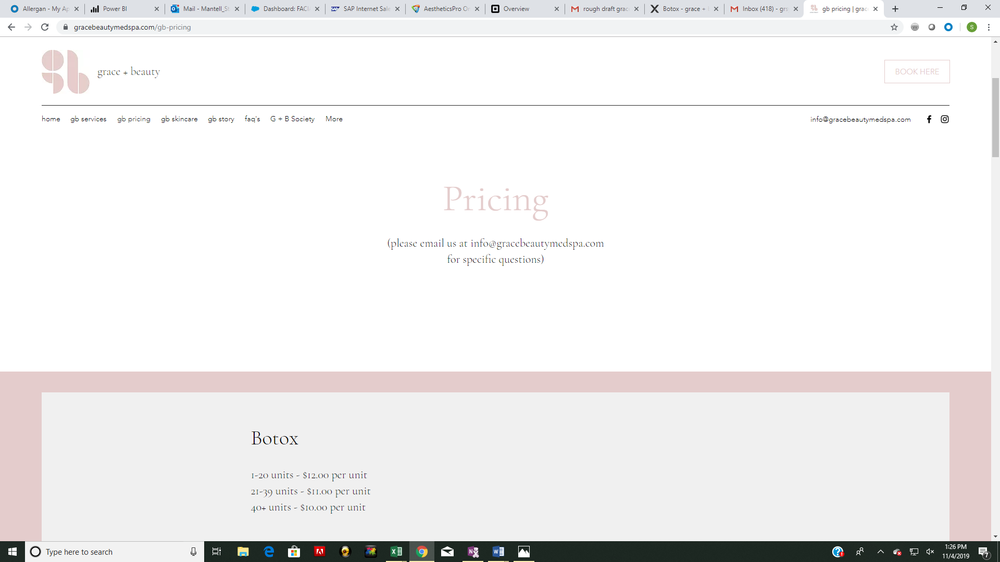 Allergan - My Ap
Power BI
Mail - Mantell_St
Dashboard: FACI
SAP Internet Sale
AestheticsPro On
Overview
rough draft grac
Botox - grace +
Inbox (418) - grs
gb pricing | grac
gracebeautymedspa.com/gb-pricing
S
gb
grace + beauty
BOOK HERE
home gb services gb pricing gb skincare gb story faq's G + B Society More
info@gracebeautymedspa.com
Pricing
(please email us at info@gracebeautymedspa.com
for specific questions)
Botox
1-20 units - $12.00 per unit
21-39 units - $11.00 per unit
40+ units - $10.00 per unit
Type here to search
1:26 PM
11/4/2019
7